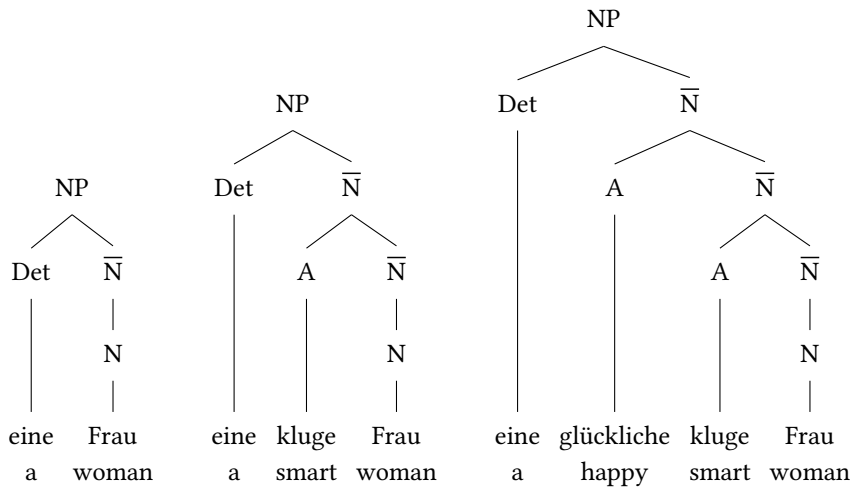 NP
Det N̅
NP
A N̅
Det N̅
NP
A N̅
A N̅
Det N̅
N
N
N
eine Frau eine kluge Frau eine glückliche kluge Frau
a woman a smart woman a happy smart woman